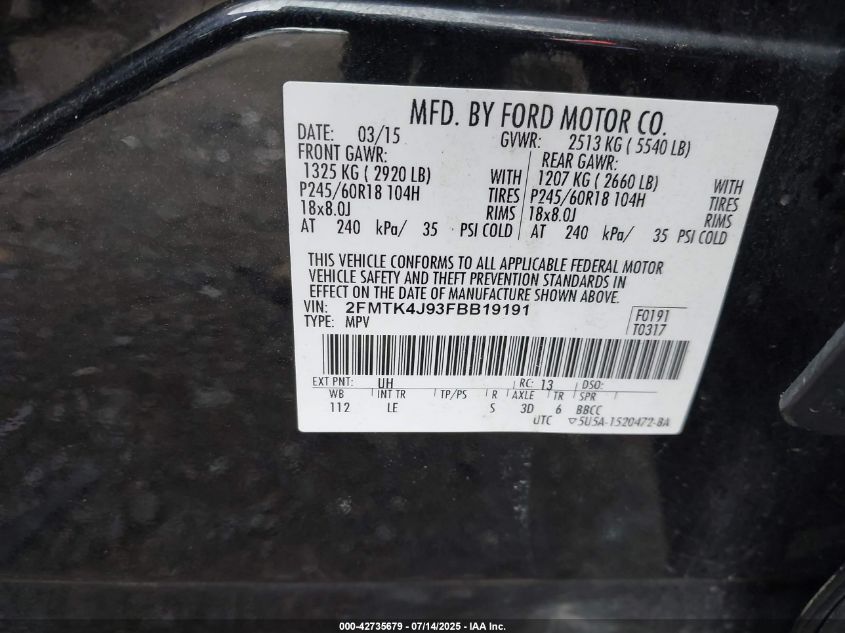 MFD. BY FORD MOTOR CO.
DATE: 03/15 GVWR: 2513 KG ( 5540 LB)
FRONT GAWR: REAR GAWR:
1325 KG ( 2920 LB) WITH 1207 KG ( 2660 LB) WITH
P245/60R18 104H TIRES P245/60R18 104H TIRES
18x8.0J RIMS 18x8.0J RIMS
AT 240 kPa/ 35 PSI COLD AT 240 kPa/ 35 PSI COLD
THIS VEHICLE CONFORMS TO ALL APPLICABLE FEDERAL MOTOR
VEHICLE SAFETY AND THEFT PREVENTION STANDARDS IN
EFFECT ON THE DATE OF MANUFACTURE SHOWN ABOVE.
VIN: 2FMTK4J93FBB19191 F0191
TYPE: MPV T0317
EXT PNT: UH RC: 13 DSO:
WB INT TR TP/PS R AXLE TR SPR
112 LE S 3D 6 BBCC
UTC ▽5U5A-1520472-BA
000-42735679 - 07/14/2025 - IAA Inc.